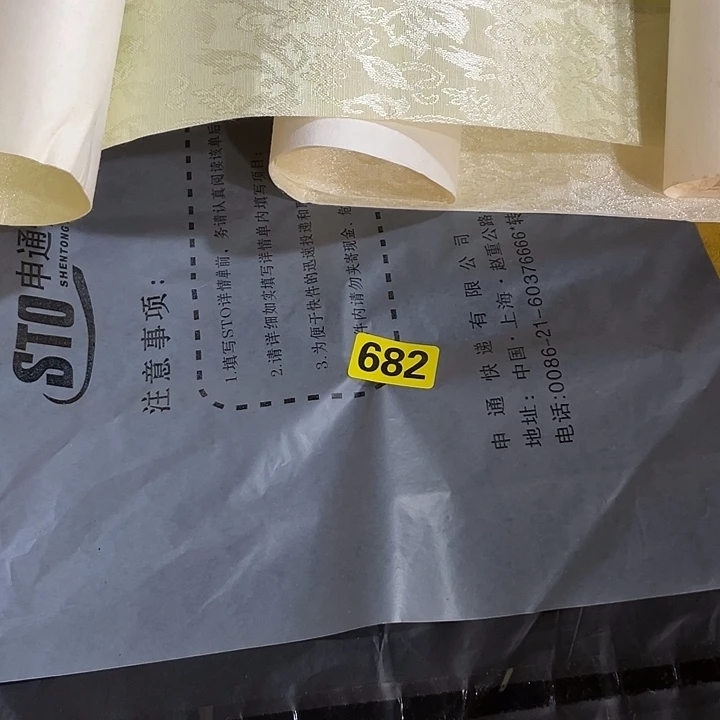 STO申通
SHENTONG
注意事项：
1.填写STO详情单前，务请认真阅读该单
2.请详细如实填写详情单内填写项目：
3.为便于快件的迅速投递和
件内请勿夹寄现金、
682
申通快递有限公司
地址：中国·上海·赵重公路
电话:0086-21-60376666*转